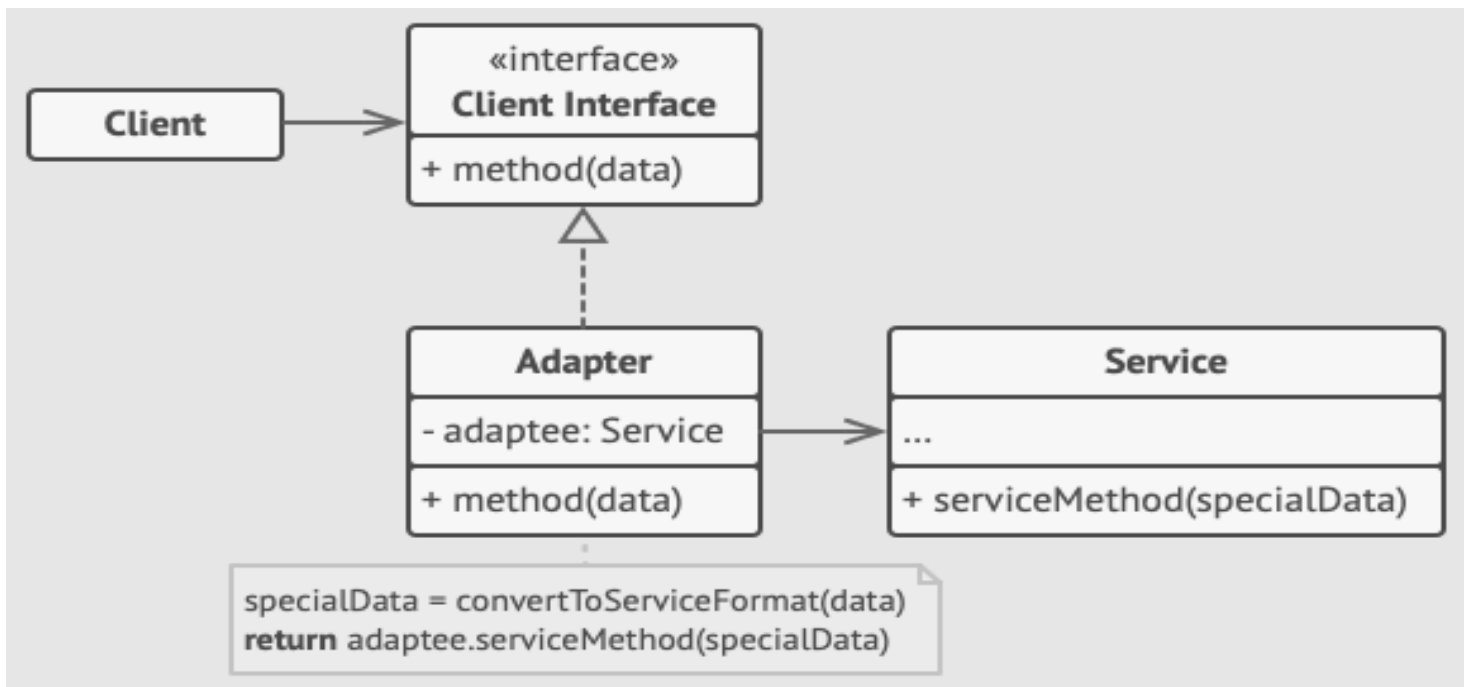 Client
«interface»
Client Interface
+ method(data)
Adapter
- adaptee: Service
+ method(data)
Service
...
+ serviceMethod(specialData)
specialData = convertToServiceFormat(data)
return adaptee.serviceMethod(specialData)